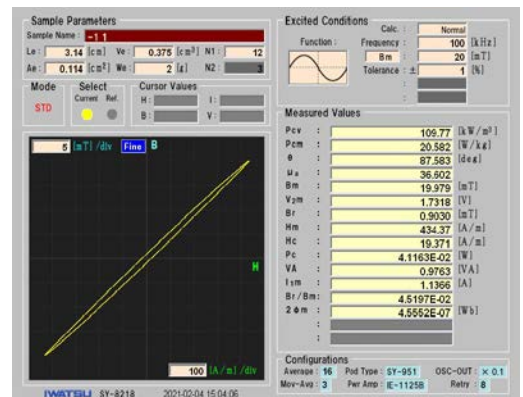 Sample Parameters
Sample Name : -1 1
Le : 3.14 [cm] Ve : 0.375 [cm³] N1 : 12
Ae : 0.114 [cm²] We : 2 [g] N2 : 3
Mode Select Cursor Values
STD Current Ref. H : I :
B : V :
5 [mT] /div Fine B
H
100 [A/m] /div
IWATSU SY-8218 2021-02-04 15:04:06
Excited Conditions
Calc. : Normal
Function : Frequency : 100 [kHz]
Bm : 20 [mT]
Tolerance : ± 1 [%]
:
:
Measured Values
Pcv : 109.77 [kW/m³]
Pcm : 20.582 [W/kg]
θ : 87.583 [deg]
μa : 36.602
Bm : 19.979 [mT]
V2m : 1.7318 [V]
Br : 0.9030 [mT]
Hm : 434.37 [A/m]
Hc : 19.371 [A/m]
Pc : 4.1163E-02 [W]
VA : 0.9763 [VA]
I1m : 1.1366 [A]
Br/Bm: 4.5197E-02
2φm : 4.5552E-07 [Wb]
:
:
Configurations
Average : 16 Pod Type : SY-951 OSC-OUT : × 0.1
Mov-Avg : 3 Pwr Amp : IE-1125B Retry : 8